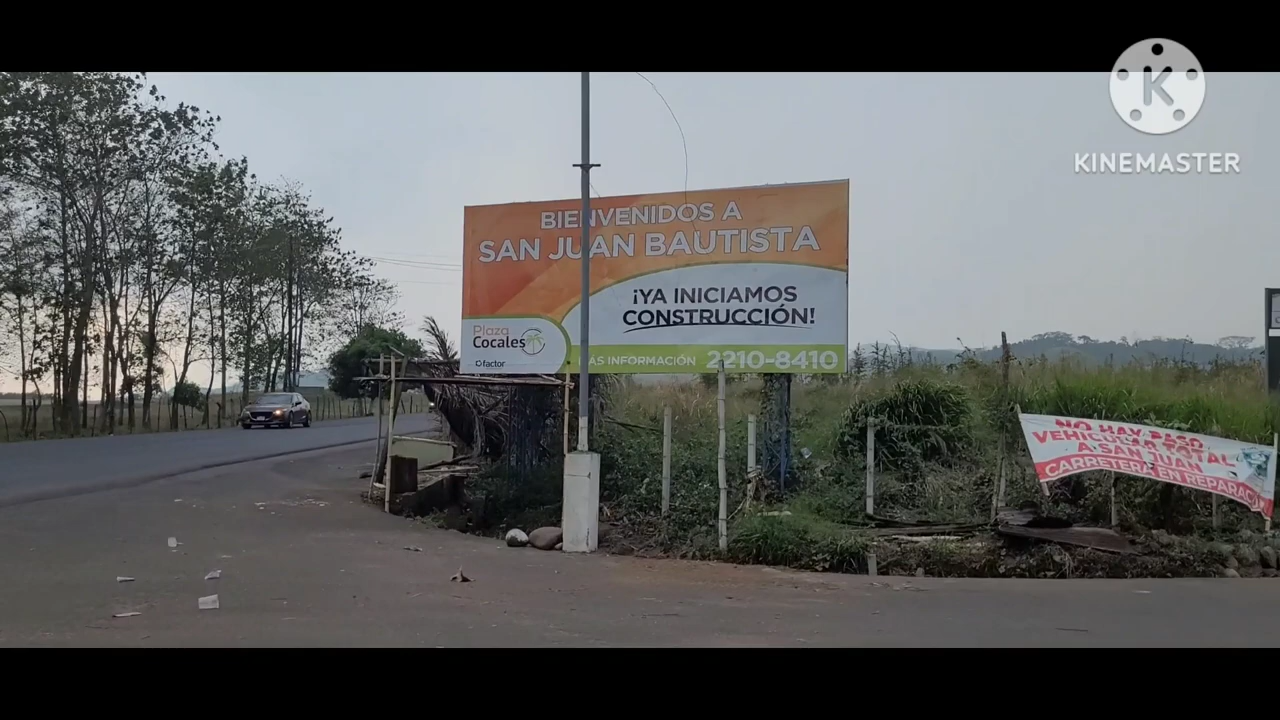 K
KINEMASTER
BIENVENIDOS A
SAN JUAN BAUTISTA
¡YA INICIAMOS
CONSTRUCCIÓN!
Plaza
Cocales
factor
MÁS INFORMACIÓN 2210-8410
NO HAY PASO
VEHICULAR TOTAL
A SAN JUAN
CARRETERA EN REPARACIÓN